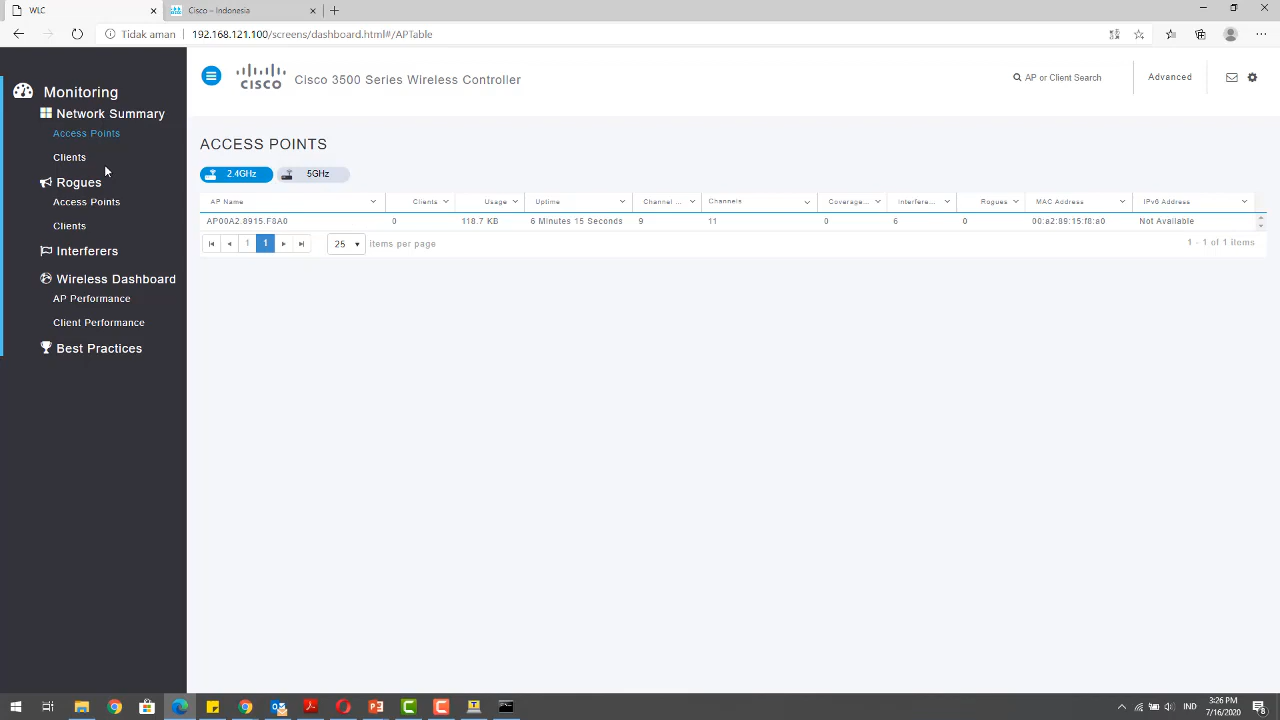 WLC
Cisco – Indonesia
Tidak aman
192.168.121.100/screens/dashboard.html#/APTable
Monitoring
Network Summary
Access Points
Clients
Rogues
Access Points
Clients
Interferers
Wireless Dashboard
AP Performance
Client Performance
Best Practices
CISCO
Cisco 3500 Series Wireless Controller
AP or Client Search
Advanced
ACCESS POINTS
2.4GHz
5GHz
AP Name Clients Usage Uptime Channel ... Channels Coverage... Interfere... Rogues MAC Address IPv6 Address
AP00A2.8915.F8A0 0 118.7 KB 6 Minutes 15 Seconds 9 11 0 6 0 00:a2:89:15:f8:a0 Not Available
1 1
25
items per page
1 - 1 of 1 items
IND
3:26 PM
7/16/2020
8